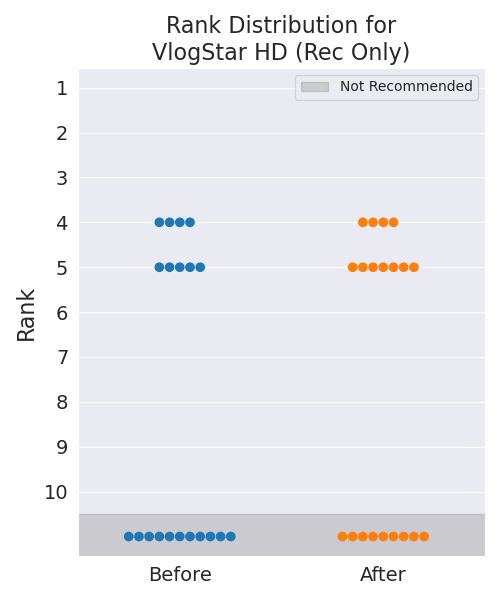 Rank Distribution for
VlogStar HD (Rec Only)
Not Recommended
1
2
3
4
5
6
7
8
9
10
Rank
Before
After